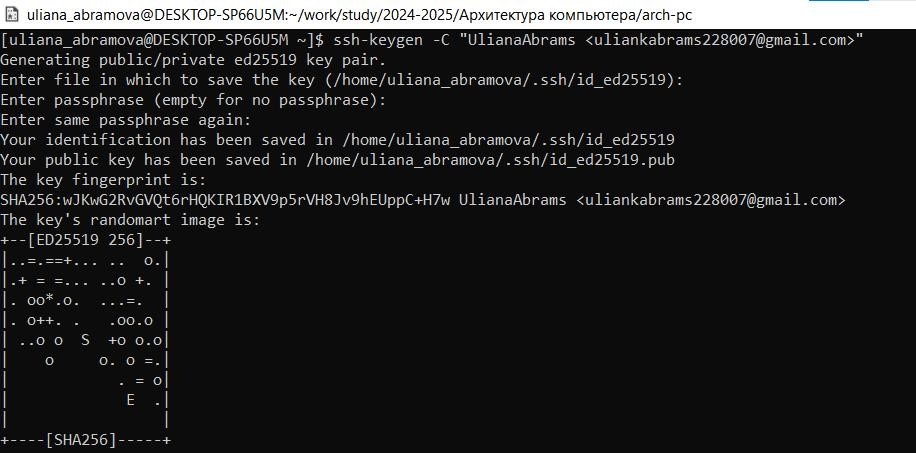 uliana_abramova@DESKTOP-SP66U5M:~/work/study/2024-2025/Архитектура компьютера/arch-pc
[uliana_abramova@DESKTOP-SP66U5M ~]$ ssh-keygen -C "UlianaAbrams <uliankabrams228007@gmail.com>"
Generating public/private ed25519 key pair.
Enter file in which to save the key (/home/uliana_abramova/.ssh/id_ed25519):
Enter passphrase (empty for no passphrase):
Enter same passphrase again:
Your identification has been saved in /home/uliana_abramova/.ssh/id_ed25519
Your public key has been saved in /home/uliana_abramova/.ssh/id_ed25519.pub
The key fingerprint is:
SHA256:wJKwG2RvGVQt6rHQKIR1BXV9p5rVH8Jv9hEUppC+H7w UlianaAbrams <uliankabrams228007@gmail.com>
The key's randomart image is:
+--[ED25519 256]--+
|..=.==+... ..  o.|
|.+ = =... ..o +. |
|. oo*.o.  ...=.  |
|. o++. .   .oo.o |
| ..o o  S  +o o.o|
|    o     o. o =.|
|            . = o|
|             E  .|
|                 |
+----[SHA256]-----+